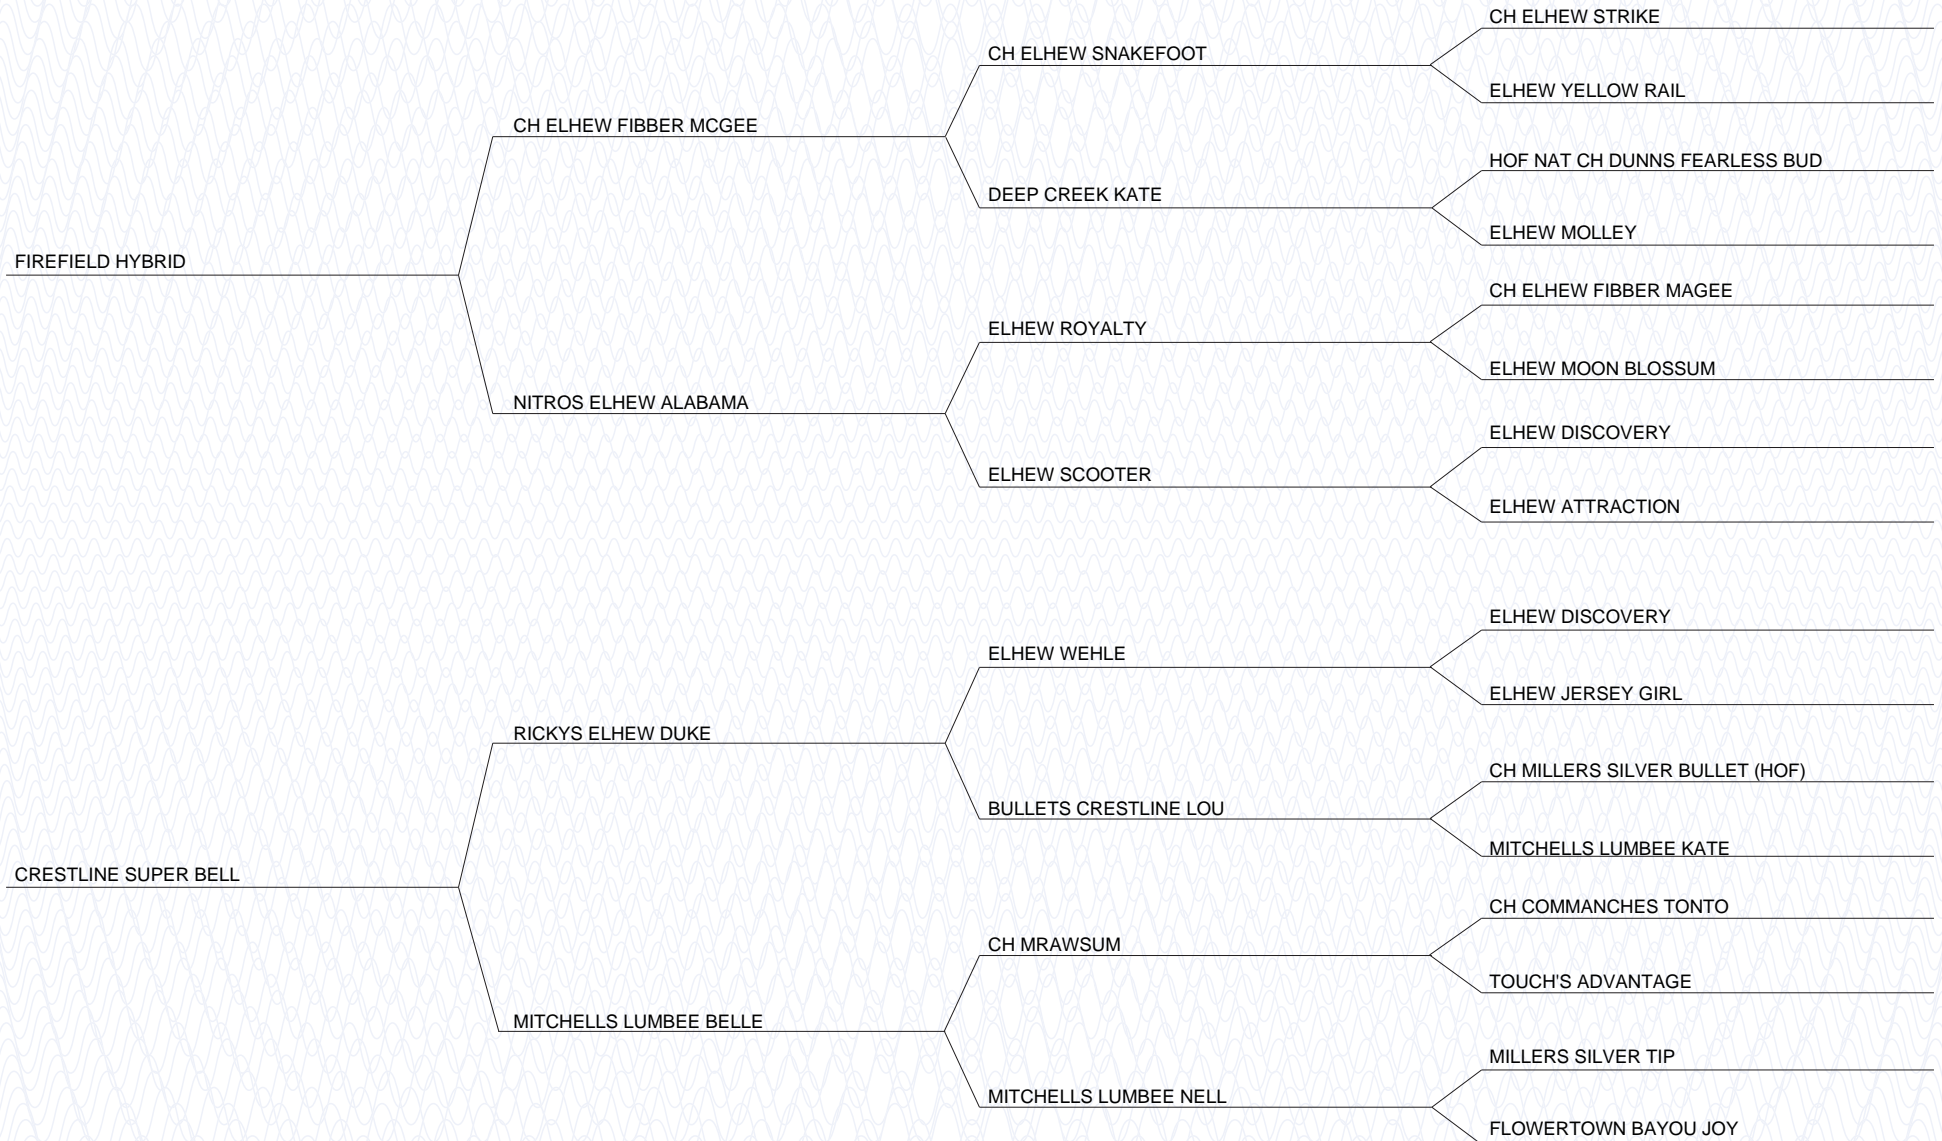 CH ELHEW STRIKE
CH ELHEW SNAKEFOOT
ELHEW YELLOW RAIL
CH ELHEW FIBBER MCGEE
HOF NAT CH DUNNS FEARLESS BUD
DEEP CREEK KATE
ELHEW MOLLEY
FIREFIELD HYBRID
CH ELHEW FIBBER MAGEE
ELHEW ROYALTY
ELHEW MOON BLOSSUM
NITROS ELHEW ALABAMA
ELHEW DISCOVERY
ELHEW SCOOTER
ELHEW ATTRACTION
ELHEW DISCOVERY
ELHEW WEHLE
ELHEW JERSEY GIRL
RICKYS ELHEW DUKE
CH MILLERS SILVER BULLET (HOF)
BULLETS CRESTLINE LOU
MITCHELLS LUMBEE KATE
CRESTLINE SUPER BELL
CH COMMANCHES TONTO
CH MRAWSUM
TOUCH'S ADVANTAGE
MITCHELLS LUMBEE BELLE
MILLERS SILVER TIP
MITCHELLS LUMBEE NELL
FLOWERTOWN BAYOU JOY